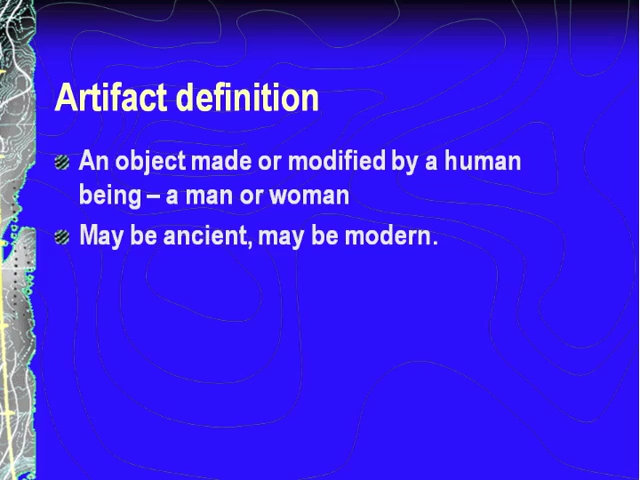 Artifact definition
An object made or modified by a human
being – a man or woman
May be ancient, may be modern.